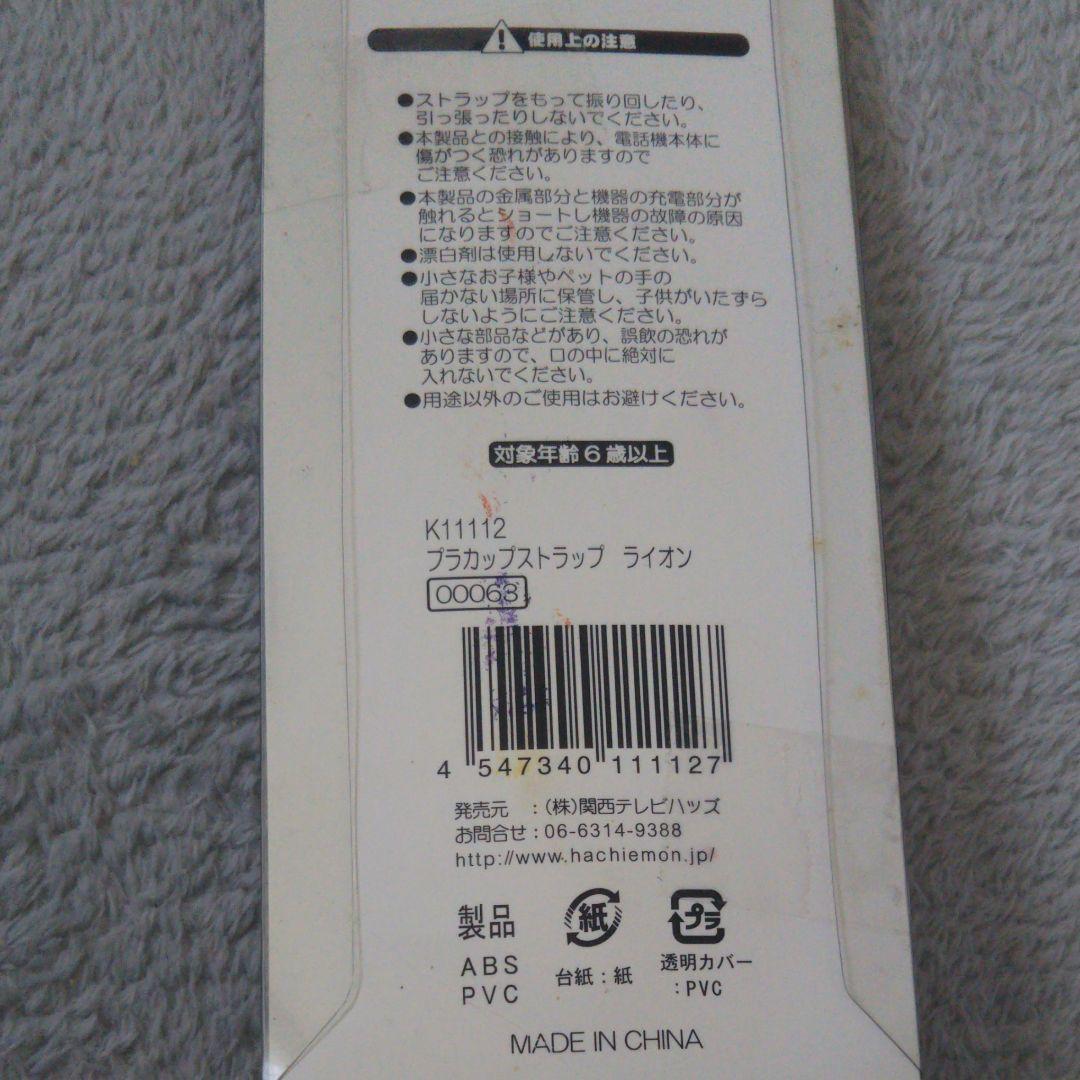 使用上の注意
●ストラップをもって振り回したり、
引っ張ったりしないでください。
●本製品との接触により、電話機本体に
傷がつく恐れがありますので
ご注意ください。
●本製品の金属部分と機器の充電部分が
触れるとショートし機器の故障の原因
になりますのでご注意ください。
●漂白剤は使用しないでください。
●小さなお子様やペットの手の
届かない場所に保管し、子供がいたずら
しないようにご注意ください。
●小さな部品などがあり、誤飲の恐れが
ありますので、口の中に絶対に
入れないでください。
●用途以外のご使用はお避けください。
対象年齢6歳以上
K11112
プラカップストラップ ライオン
00063
4 547340 111127
発売元 :(株)関西テレビハッズ
お問合せ:06-6314-9388
http://www.hachiemon.jp/
製品
ABS
PVC
紙
台紙:紙
プラ
透明カバー
:PVC
MADE IN CHINA